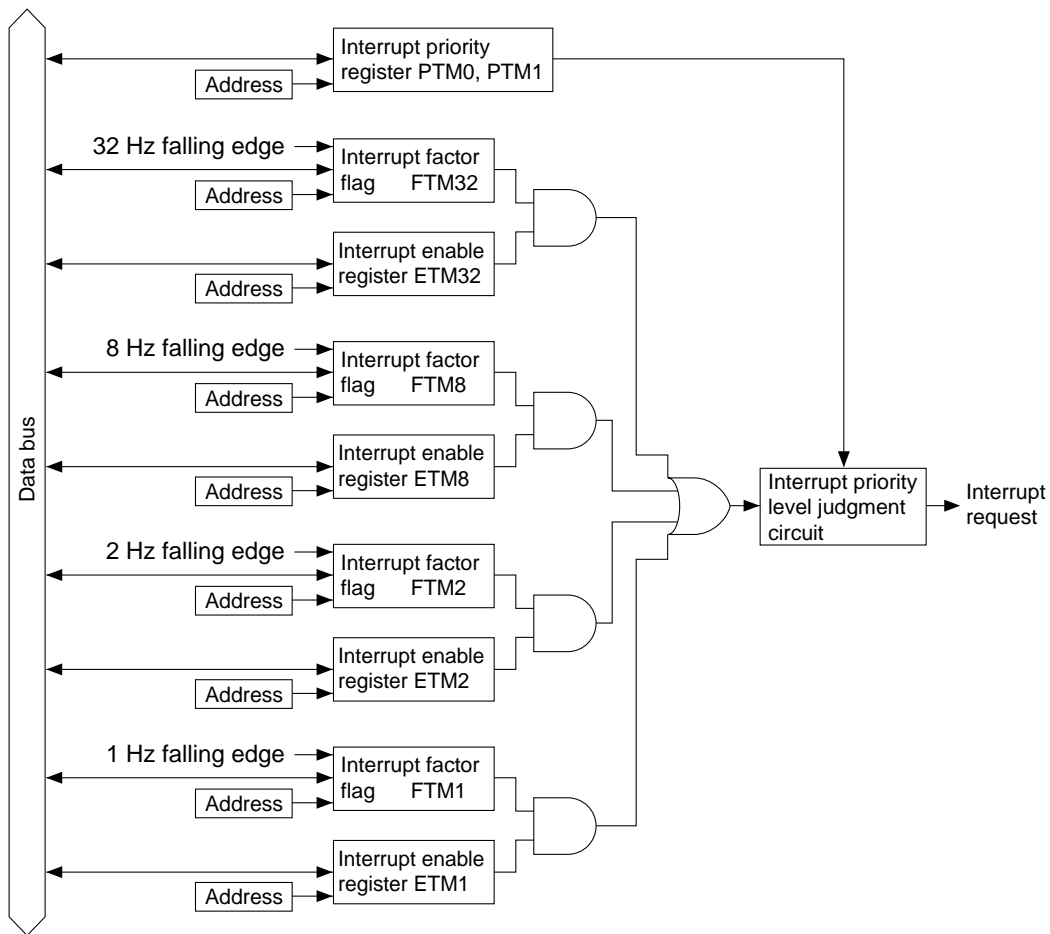 Data bus
Interrupt priority
register PTM0, PTM1
Address
32 Hz falling edge
Interrupt factor
flag FTM32
Address
Interrupt enable
register ETM32
Address
8 Hz falling edge
Interrupt factor
flag FTM8
Address
Interrupt enable
register ETM8
Address
2 Hz falling edge
Interrupt factor
flag FTM2
Address
Interrupt enable
register ETM2
Address
1 Hz falling edge
Interrupt factor
flag FTM1
Address
Interrupt enable
register ETM1
Address
Interrupt priority
level judgment
circuit
Interrupt
request